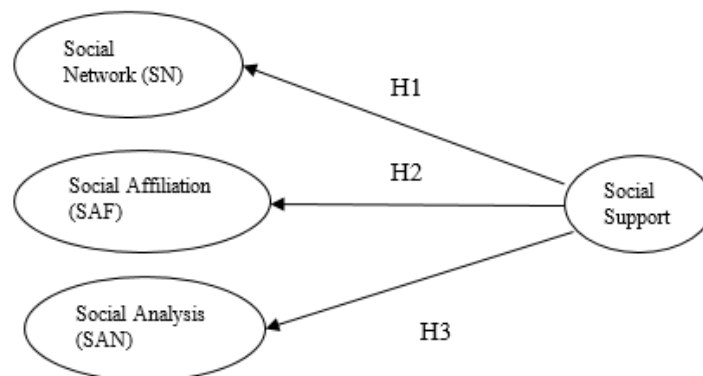 Social
Network (SN)
H1
Social Affiliation
(SAF)
H2
Social
Support
Social Analysis
(SAN)
H3